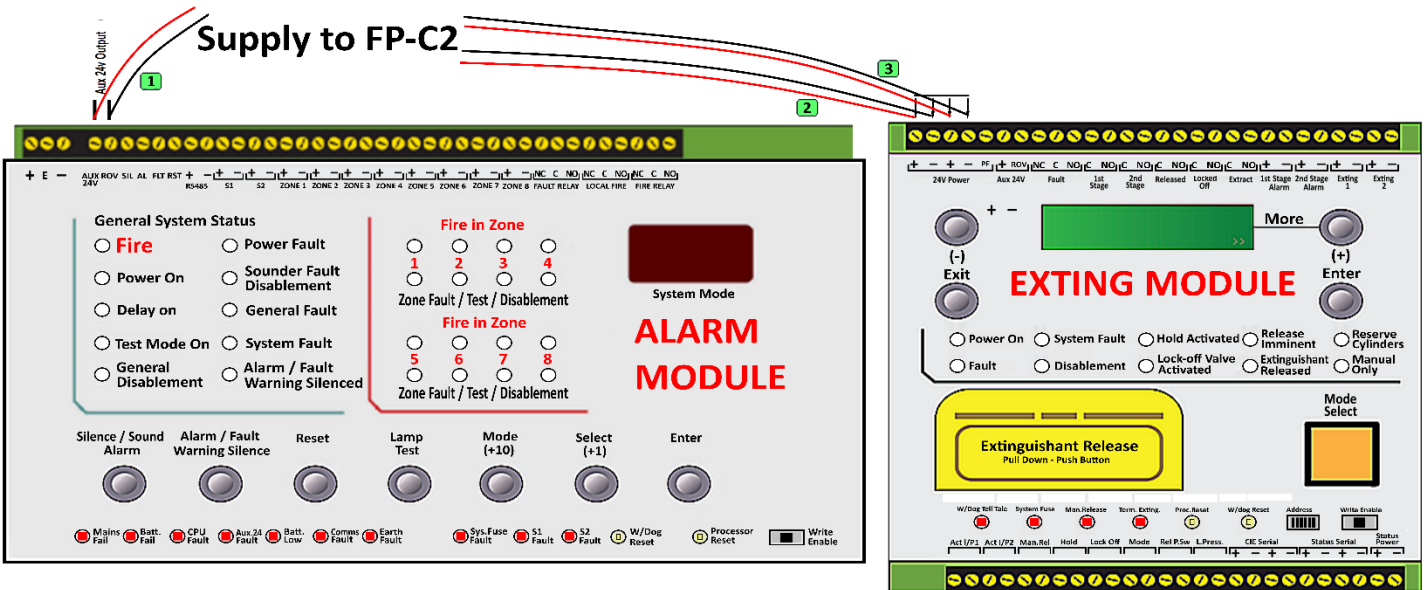 Supply to FP-C2
Aux 24v Output
1
2
3
+ E − AUX 24V ROV SIL AL FLT RST + − RS485 + − S1 + − S2 + − ZONE 1 + − ZONE 2 + − ZONE 3 + − ZONE 4 + − ZONE 5 + − ZONE 6 + − ZONE 7 + − ZONE 8 NC C NO FAULT RELAY NC C NO LOCAL FIRE NC C NO FIRE RELAY
General System Status
Fire
Power Fault
Power On
Sounder Fault
Disablement
Delay on
General Fault
Test Mode On
System Fault
General
Disablement
Alarm / Fault
Warning Silenced
Fire in Zone
1 2 3 4
Zone Fault / Test / Disablement
Fire in Zone
5 6 7 8
Zone Fault / Test / Disablement
System Mode
ALARM
MODULE
Silence / Sound
Alarm
Alarm / Fault
Warning Silence
Reset
Lamp
Test
Mode
(+10)
Select
(+1)
Enter
Mains
Fail
Batt.
Fail
CPU
Fault
Aux.24
Fault
Batt.
Low
Comms
Fault
Earth
Fault
Sys.Fuse
Fault
S1
Fault
S2
Fault
W/Dog
Reset
Processor
Reset
Write
Enable
+ − + − PF + ROV NC C NO C NO C NO C NO C NO C NO + − + − + − + −
24V Power Aux 24V Fault 1st Stage 2nd Stage Released Locked Off Extract 1st Stage Alarm 2nd Stage Alarm Exting 1 Exting 2
+ −
(-)
Exit
>>
More
(+)
Enter
EXTING MODULE
Power On
System Fault
Hold Activated
Release
Imminent
Reserve
Cylinders
Fault
Disablement
Lock-off Valve
Activated
Extinguishant
Released
Manual
Only
Extinguishant Release
Pull Down - Push Button
Mode
Select
W/Dog Tell Tale System Fuse Man.Release Term. Exting. Proc.Reset W/dog Reset Address Write Enable
Act I/P1 Act I/P2 Man.Rel Hold Lock Off Mode Rel P.Sw L.Press. CIE Serial Status Serial Status Power
+ − + − + − + − + −